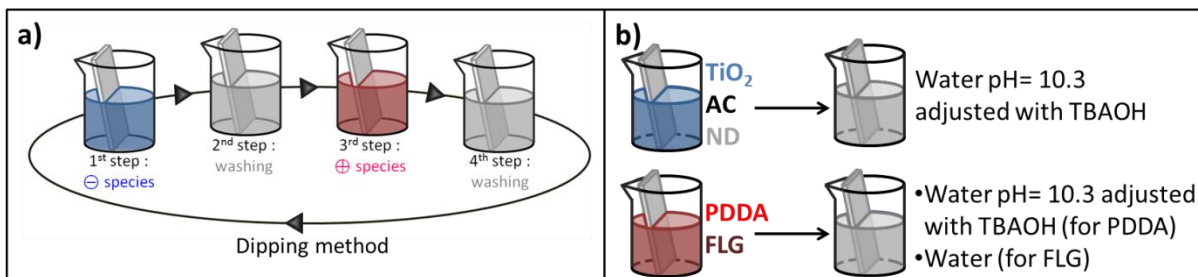 a)
1st step :
⊖ species
2nd step :
washing
3rd step :
⊕ species
4th step :
washing
Dipping method
b)
TiO2
AC
ND
Water pH= 10.3
adjusted with TBAOH
PDDA
FLG
•Water pH= 10.3 adjusted
with TBAOH (for PDDA)
•Water (for FLG)